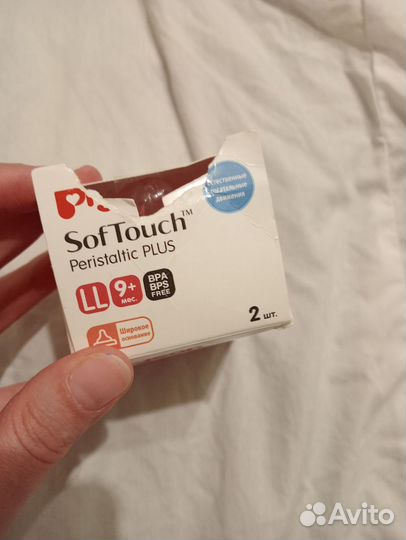 естественные
сосательные
движения
SofTouch™
Peristaltic PLUS
LL
9+
мес.
BPA
BPS
FREE
Широкое
основание
2 шт.
Avito